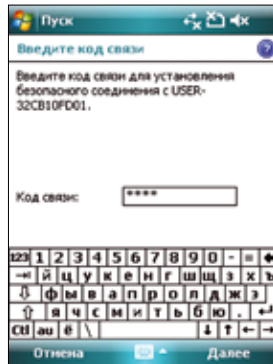 Пуск
Введите код связи
Введите код связи для установления
безопасного соединения с USER-
32CB10FD01.
Код связи: ****
123 1 2 3 4 5 6 7 8 9 0 - =
й ц у к е н г ш щ з х ъ
ф ы в а п р о л д ж э
я ч с м и т ь б ю .
Ctl au ё \
Отмена Далее